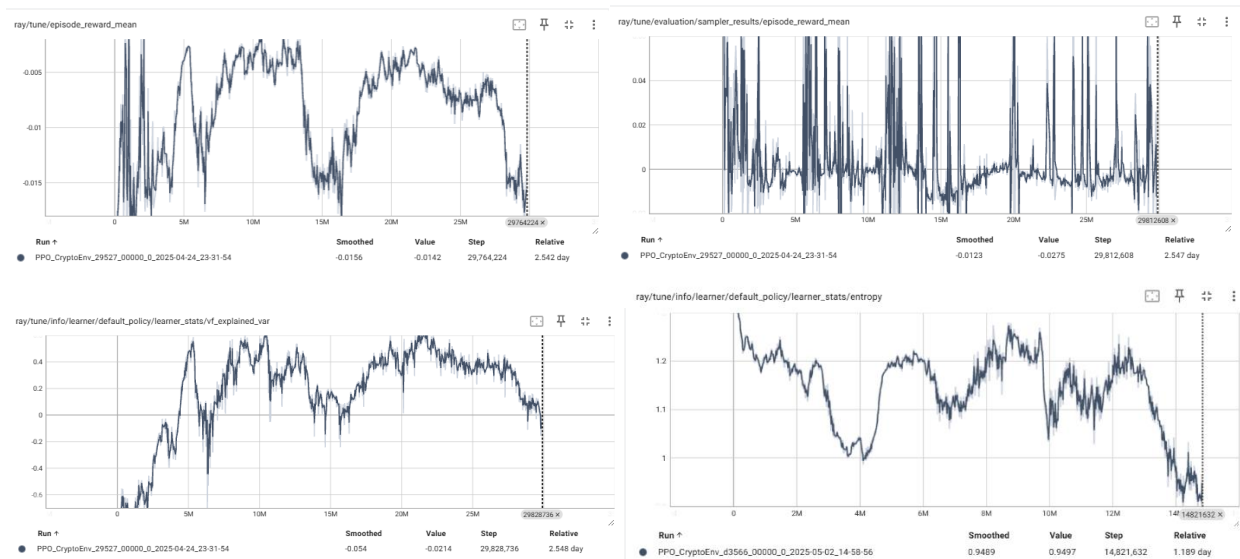 ray/tune/episode_reward_mean
-0.005
-0.01
-0.015
0 5M 10M 15M 20M 25M
29764224 ×
Run ↑ Smoothed Value Step Relative
PPO_CryptoEnv_29527_00000_0_2025-04-24_23-31-54 -0.0156 -0.0142 29,764,224 2.542 day
ray/tune/evaluation/sampler_results/episode_reward_mean
0.04
0.02
0
-0.02
5M 10M 15M 20M 25M
29812608 ×
Run ↑ Smoothed Value Step Relative
PPO_CryptoEnv_29527_00000_0_2025-04-24_23-31-54 -0.0123 -0.0275 29,812,608 2.547 day
ray/tune/info/learner/default_policy/learner_stats/vf_explained_var
0.4
0.2
0
-0.2
-0.4
-0.6
0 5M 10M 15M 20M 25M
29828736 ×
Run ↑ Smoothed Value Step Relative
PPO_CryptoEnv_29527_00000_0_2025-04-24_23-31-54 -0.054 -0.0214 29,828,736 2.548 day
ray/tune/info/learner/default_policy/learner_stats/entropy
1.2
1.1
1
0 2M 4M 6M 8M 10M 12M
14821632 ×
Run ↑ Smoothed Value Step Relative
PPO_CryptoEnv_d3566_00000_0_2025-05-02_14-58-56 0.9489 0.9497 14,821,632 1.189 day